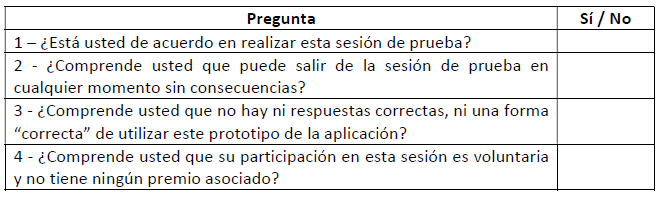 Pregunta Sí / No
1 – ¿Está usted de acuerdo en realizar esta sesión de prueba?
2 - ¿Comprende usted que puede salir de la sesión de prueba en
cualquier momento sin consecuencias?
3 - ¿Comprende usted que no hay ni respuestas correctas, ni una forma
“correcta” de utilizar este prototipo de la aplicación?
4 - ¿Comprende usted que su participación en esta sesión es voluntaria
y no tiene ningún premio asociado?